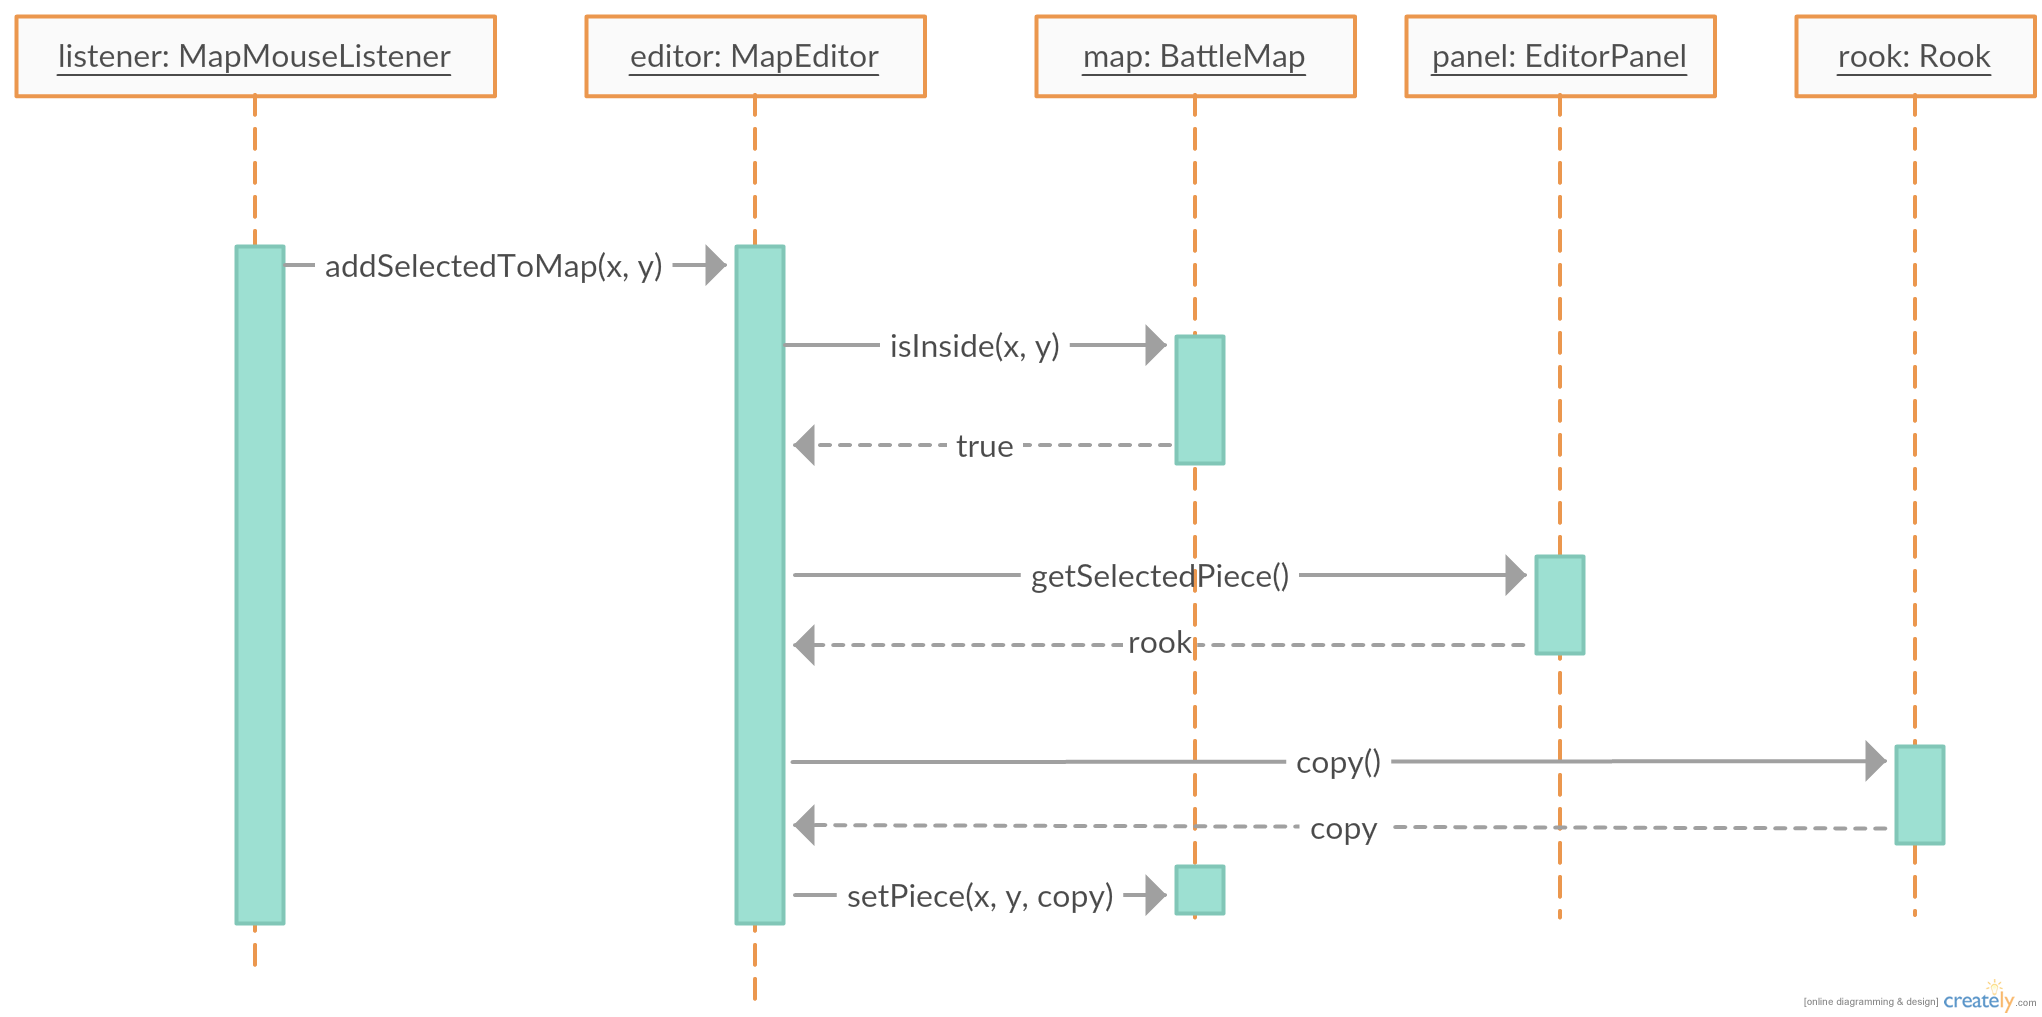 listener: MapMouseListener
editor: MapEditor
map: BattleMap
panel: EditorPanel
rook: Rook
addSelectedToMap(x, y)
isInside(x, y)
true
getSelectedPiece()
rook
copy()
copy
setPiece(x, y, copy)
[online diagramming & design] creately.com